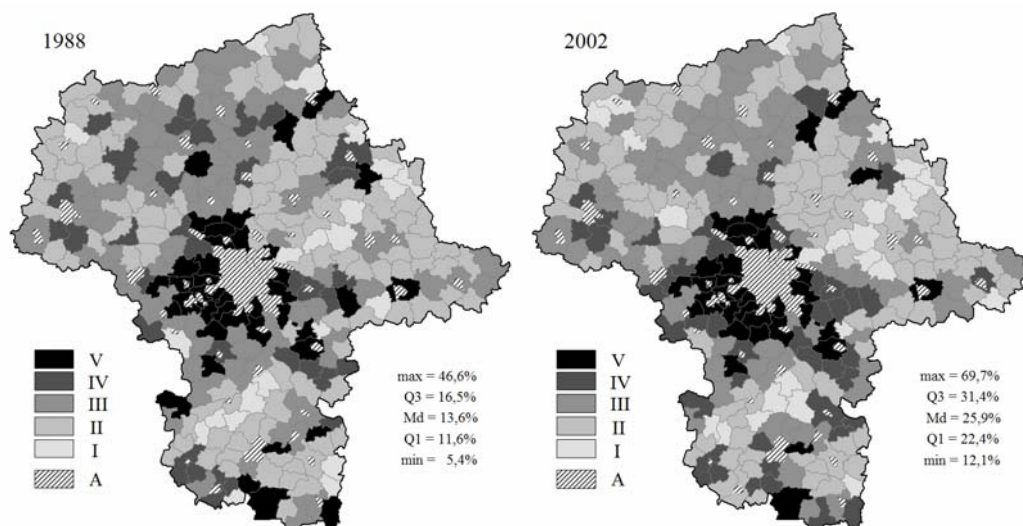 1988
V
IV
III
II
I
A
max = 46,6%
Q3 = 16,5%
Md = 13,6%
Q1 = 11,6%
min = 5,4%
2002
V
IV
III
II
I
A
max = 69,7%
Q3 = 31,4%
Md = 25,9%
Q1 = 22,4%
min = 12,1%